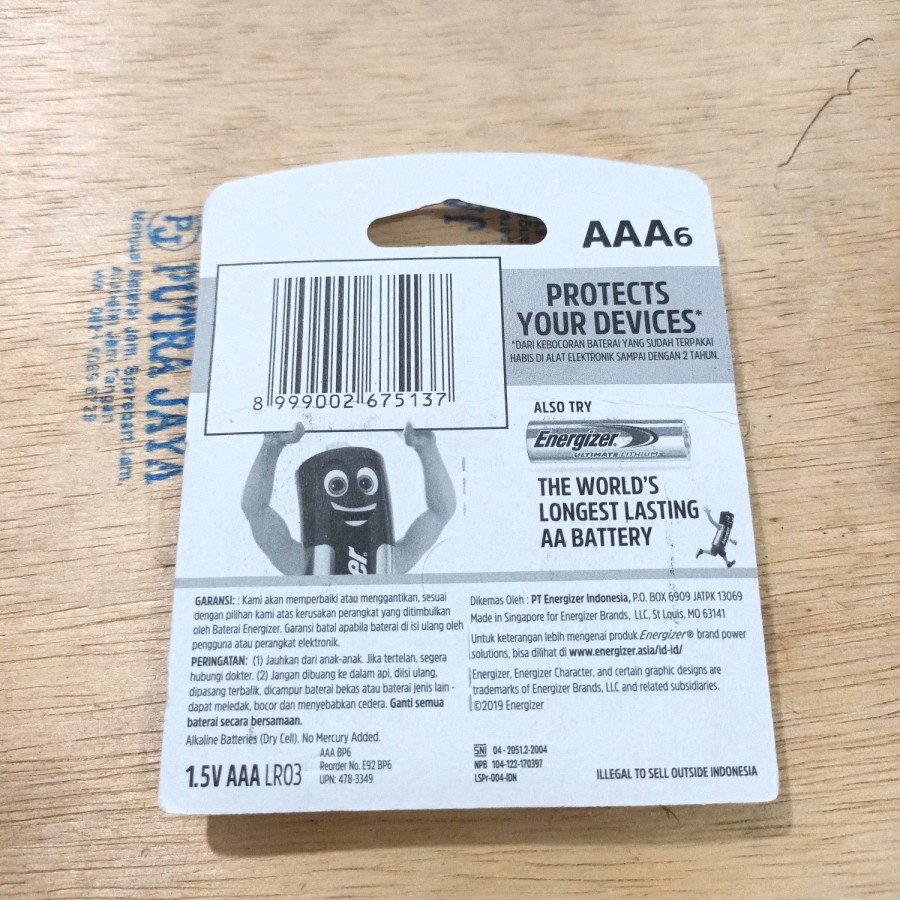 AAA6
PROTECTS
YOUR DEVICES*
*DARI KEBOCORAN BATERAI YANG SUDAH TERPAKAI
HABIS DI ALAT ELEKTRONIK SAMPAI DENGAN 2 TAHUN.
8 999002 675137
ALSO TRY
Energizer.
ULTIMATE LITHIUM
THE WORLD'S
LONGEST LASTING
AA BATTERY
er.
GARANSI: : Kami akan memperbaiki atau menggantikan, sesuai
dengan pilihan kami atas kerusakan perangkat yang ditimbulkan
oleh Baterai Energizer. Garansi batal apabila baterai di isi ulang oleh
pengguna atau perangkat elektronik.
PERINGATAN: (1) Jauhkan dari anak-anak. Jika tertelan, segera
hubungi dokter. (2) Jangan dibuang ke dalam api, diisi ulang,
dipasang terbalik, dicampur baterai bekas atau baterai jenis lain -
dapat meledak, bocor dan menyebabkan cedera. Ganti semua
baterai secara bersamaan.
Alkaline Batteries (Dry Cell). No Mercury Added.
1.5V AAA LR03
AAA BP6
Reorder No. E92 BP6
UPN: 478-3349
Dikemas Oleh : PT Energizer Indonesia, P.O. BOX 6909 JATPK 13069
Made in Singapore for Energizer Brands, LLC, St Louis, MO 63141
Untuk keterangan lebih mengenai produk Energizer® brand power
solutions, bisa dilihat di www.energizer.asia/id-id/
Energizer, Energizer Character, and certain graphic designs are
trademarks of Energizer Brands, LLC and related subsidiaries.
©2019 Energizer
SNI 04 - 2051.2-2004
NPB 104-122-170397
LSPr-004-IDN
ILLEGAL TO SELL OUTSIDE INDONESIA
PJ PUTRA JAYA
Baterai Jam, Sparepart Jam,
Jam Tangan